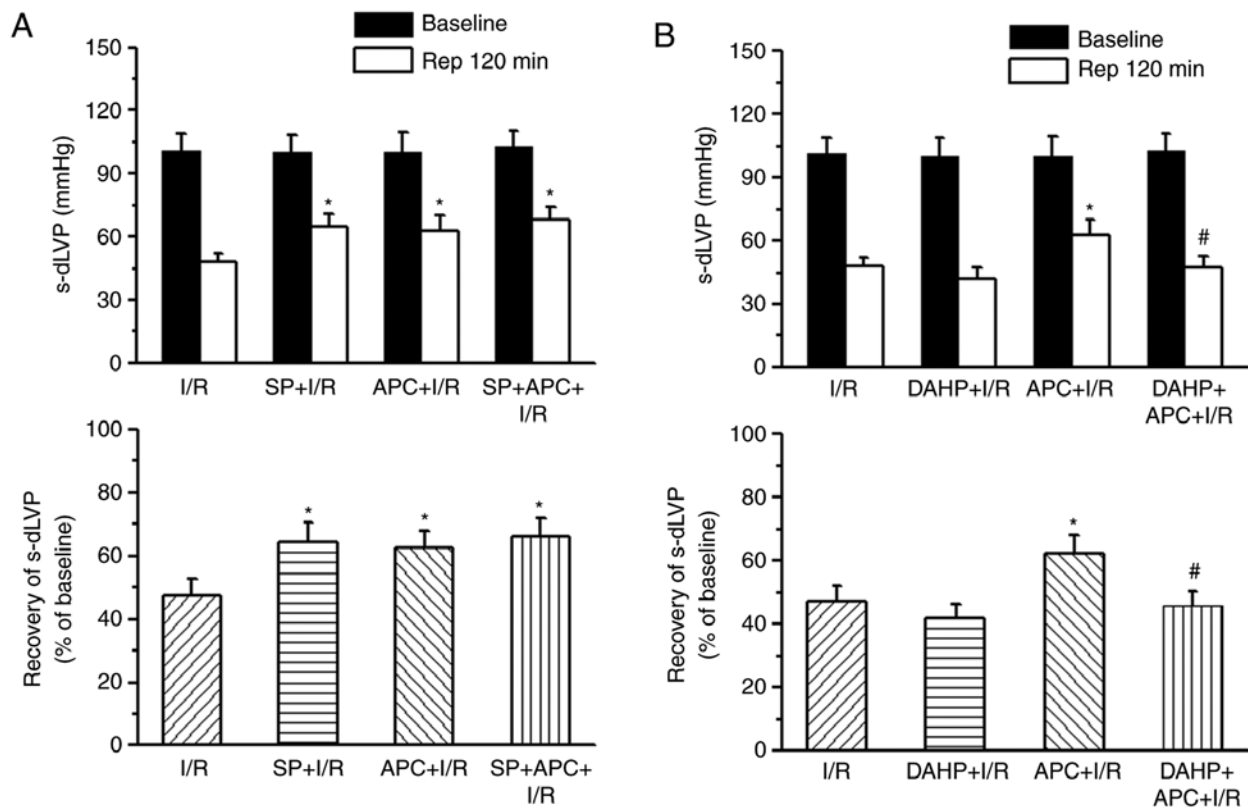 A
Baseline
Rep 120 min
150
120
90
60
30
0
s-dLVP (mmHg)
*
*
*
I/R
SP+I/R
APC+I/R
SP+APC+
I/R
100
80
60
40
20
0
Recovery of s-dLVP
(% of baseline)
*
*
*
I/R
SP+I/R
APC+I/R
SP+APC+
I/R
B
Baseline
Rep 120 min
150
120
90
60
30
0
s-dLVP (mmHg)
*
#
I/R
DAHP+I/R
APC+I/R
DAHP+
APC+I/R
100
80
60
40
20
0
Recovery of s-dLVP
(% of baseline)
*
#
I/R
DAHP+I/R
APC+I/R
DAHP+
APC+I/R